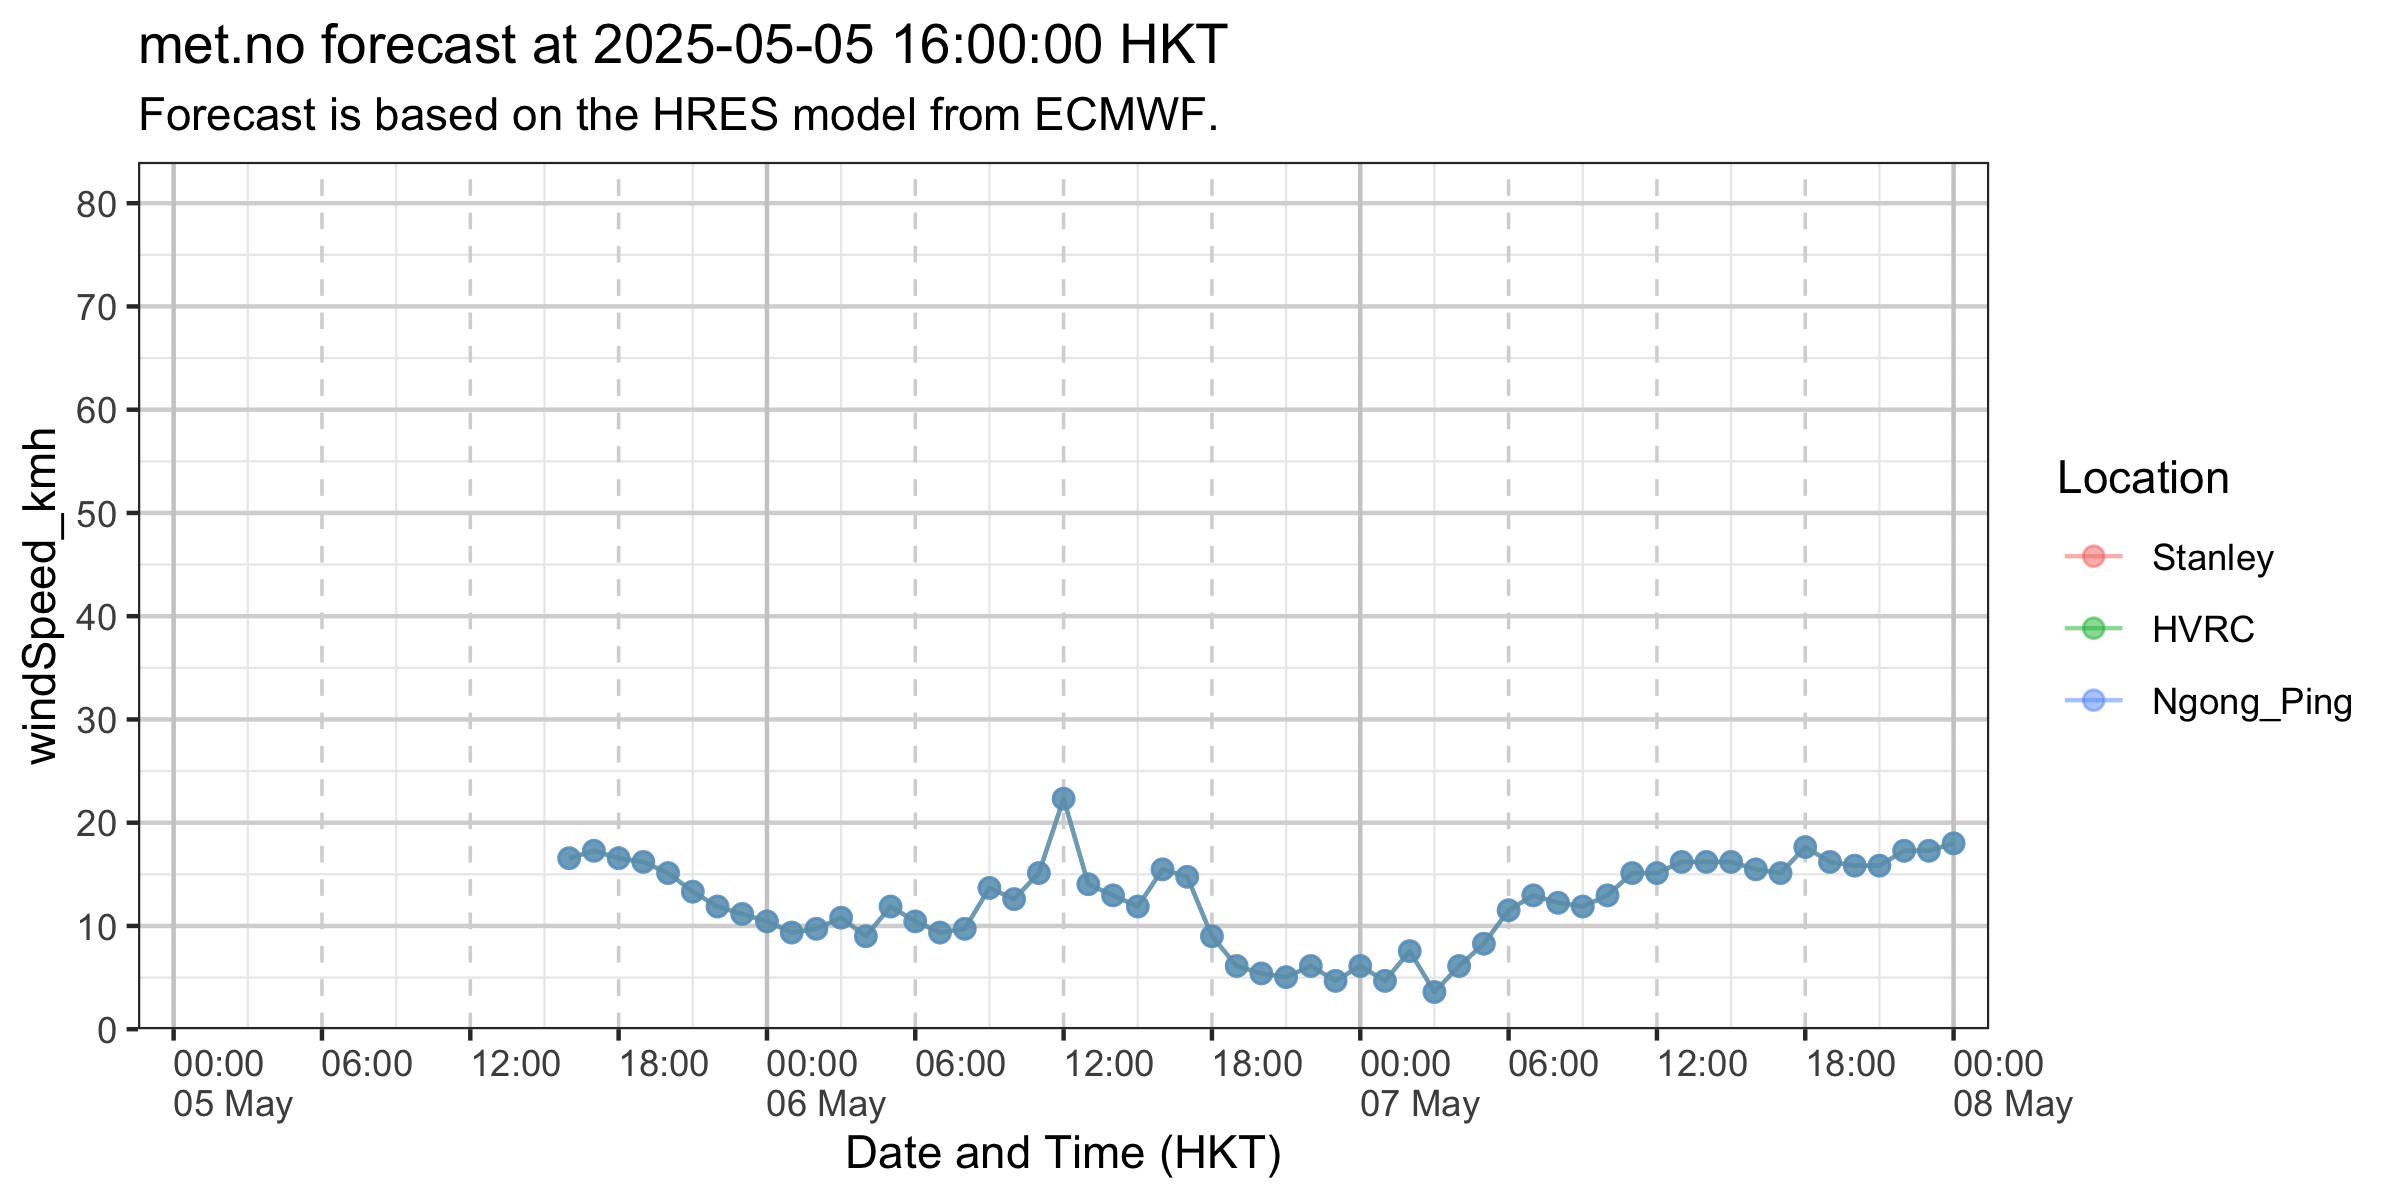 met.no forecast at 2025-05-05 16:00:00 HKT
Forecast is based on the HRES model from ECMWF.
windSpeed_kmh
80
70
60
50
40
30
20
10
0
00:00 06:00 12:00 18:00 00:00 06:00 12:00 18:00 00:00 06:00 12:00 18:00 00:00
05 May 06 May 07 May 08 May
Date and Time (HKT)
Location
Stanley
HVRC
Ngong_Ping